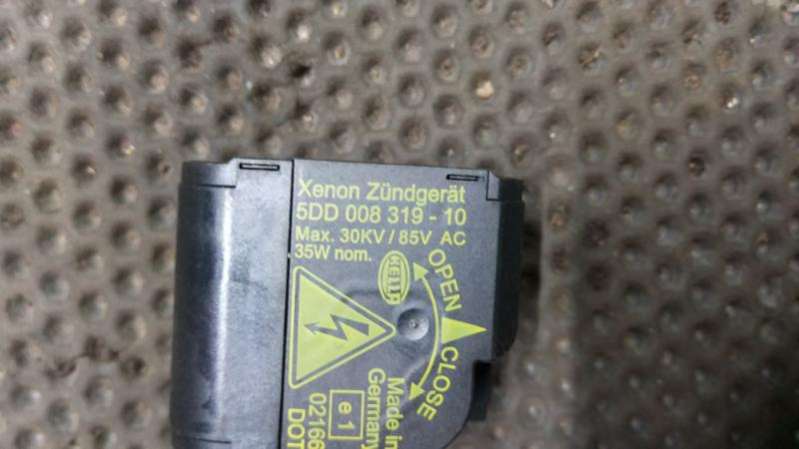 Xenon Zündgerät
5DD 008 319 - 10
Max. 30KV / 85V AC
35W nom.
HELLA
OPEN
CLOSE
Made in
Germany
e 1
02166
DOT